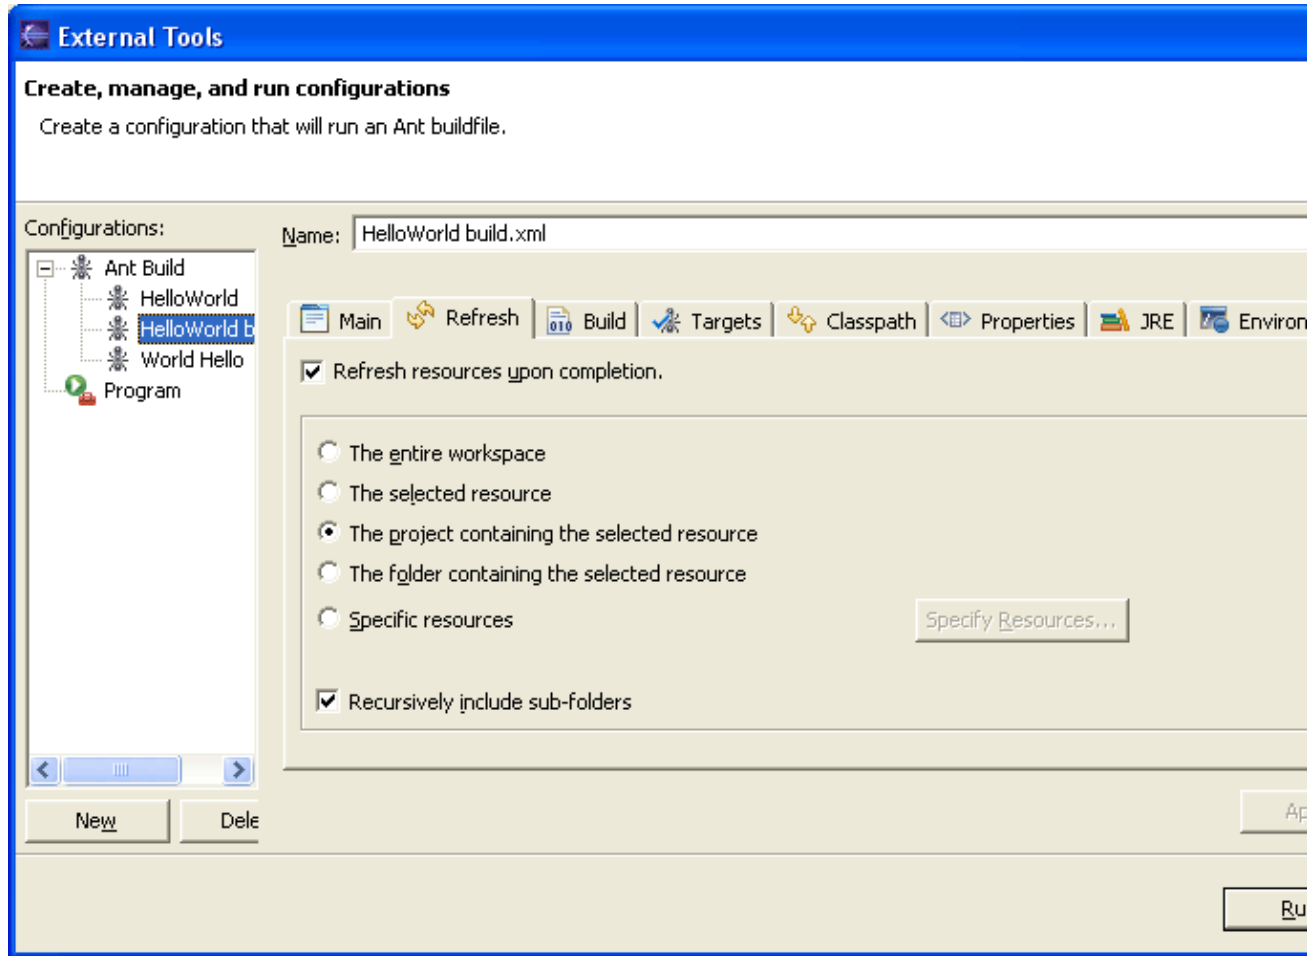 External Tools
Create, manage, and run configurations
Create a configuration that will run an Ant buildfile.
Configurations:
Name: HelloWorld build.xml
Ant Build
HelloWorld
HelloWorld b
World Hello
Program
Main Refresh 010 Build Targets Classpath Properties JRE Environ
Refresh resources upon completion.
The entire workspace
The selected resource
The project containing the selected resource
The folder containing the selected resource
Specific resources Specify Resources...
Recursively include sub-folders
New Dele
Ap
Ru